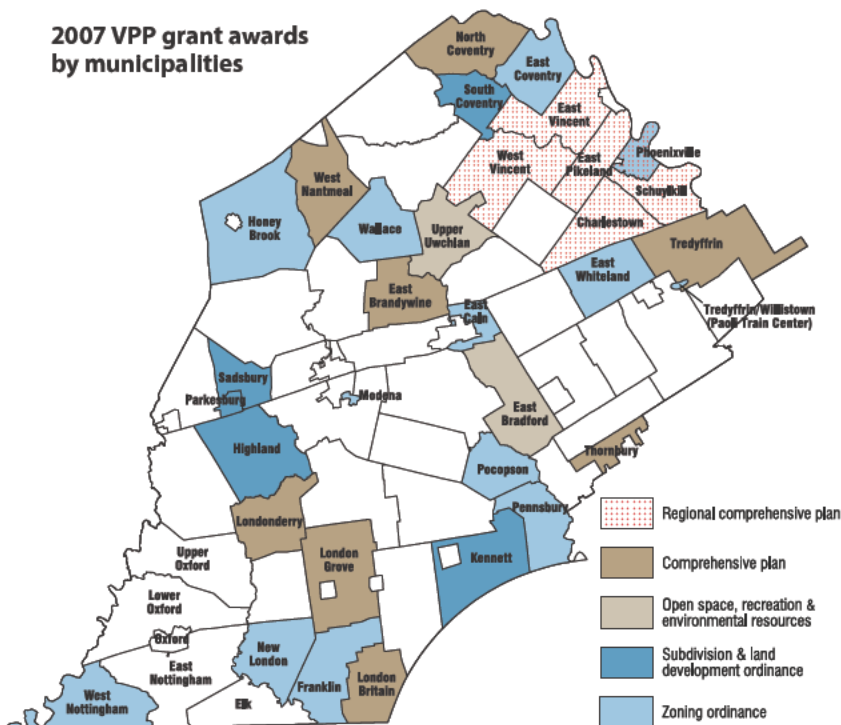 2007 VPP grant awards
by municipalities
North
Coventry
East
Coventry
South
Coventry
East
Vincent
West
Vincent
East
Pikeland
Phoenixville
Schuylkill
Charlestown
West
Nantmeal
Honey
Brook
Wallace
Upper
Uwchlan
Tredyffrin
East
Whiteland
East
Brandywine
East
Caln
Tredyffrin/Willistown
(Paoli Train Center)
Sadsbury
Parkesburg
Modena
East
Bradford
Highland
Thornbury
Pocopson
Pennsbury
Londonderry
London
Grove
Kennett
Upper
Oxford
Lower
Oxford
Oxford
East
Nottingham
New
London
Franklin
London
Britain
Elk
West
Nottingham
Regional comprehensive plan
Comprehensive plan
Open space, recreation &
environmental resources
Subdivision & land
development ordinance
Zoning ordinance